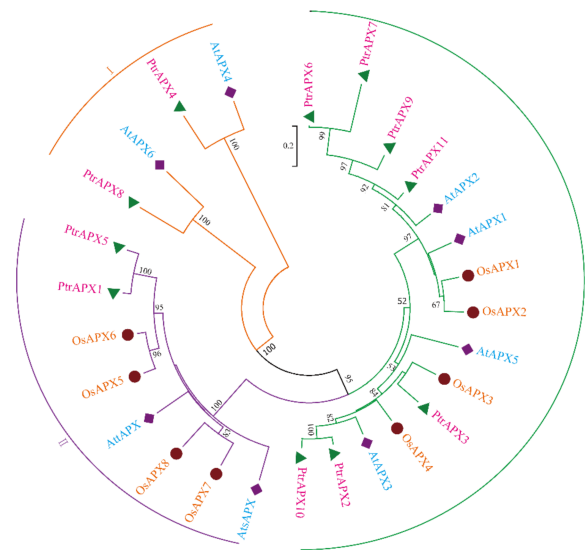 I
II
PtrAPX4
AtAPX4
AtAPX6
PtrAPX8
PtrAPX5
PtrAPX1
OsAPX6
OsAPX5
AttAPX
OsAPX8
OsAPX7
AtsAPX
PtrAPX6
PtrAPX7
PtrAPX9
PtrAPX11
AtAPX2
AtAPX1
OsAPX1
OsAPX2
AtAPX5
OsAPX3
PtrAPX3
OsAPX4
AtAPX3
PtrAPX2
PtrAPX10
0.2
100
100
100
95
96
100
100
95
99
97
92
51
97
67
52
84
82
100